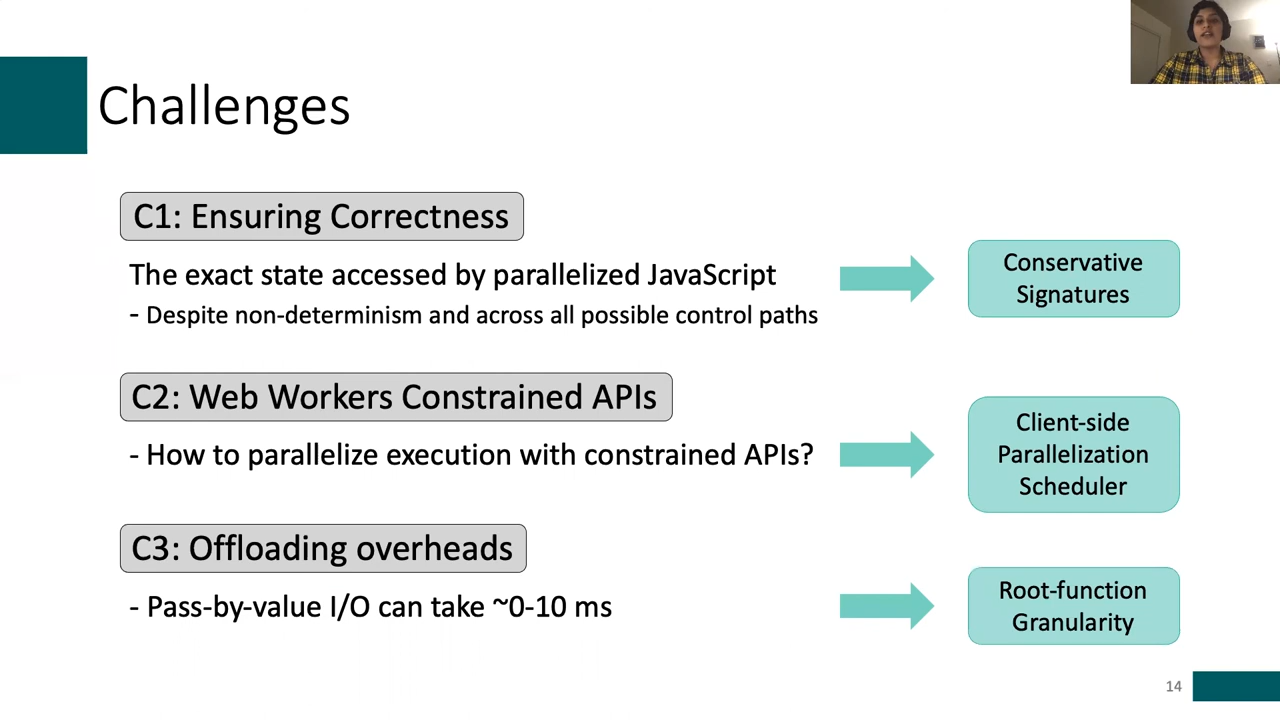 Challenges
C1: Ensuring Correctness
The exact state accessed by parallelized JavaScript
- Despite non-determinism and across all possible control paths
Conservative
Signatures
C2: Web Workers Constrained APIs
- How to parallelize execution with constrained APIs?
Client-side
Parallelization
Scheduler
C3: Offloading overheads
- Pass-by-value I/O can take ~0-10 ms
Root-function
Granularity
14